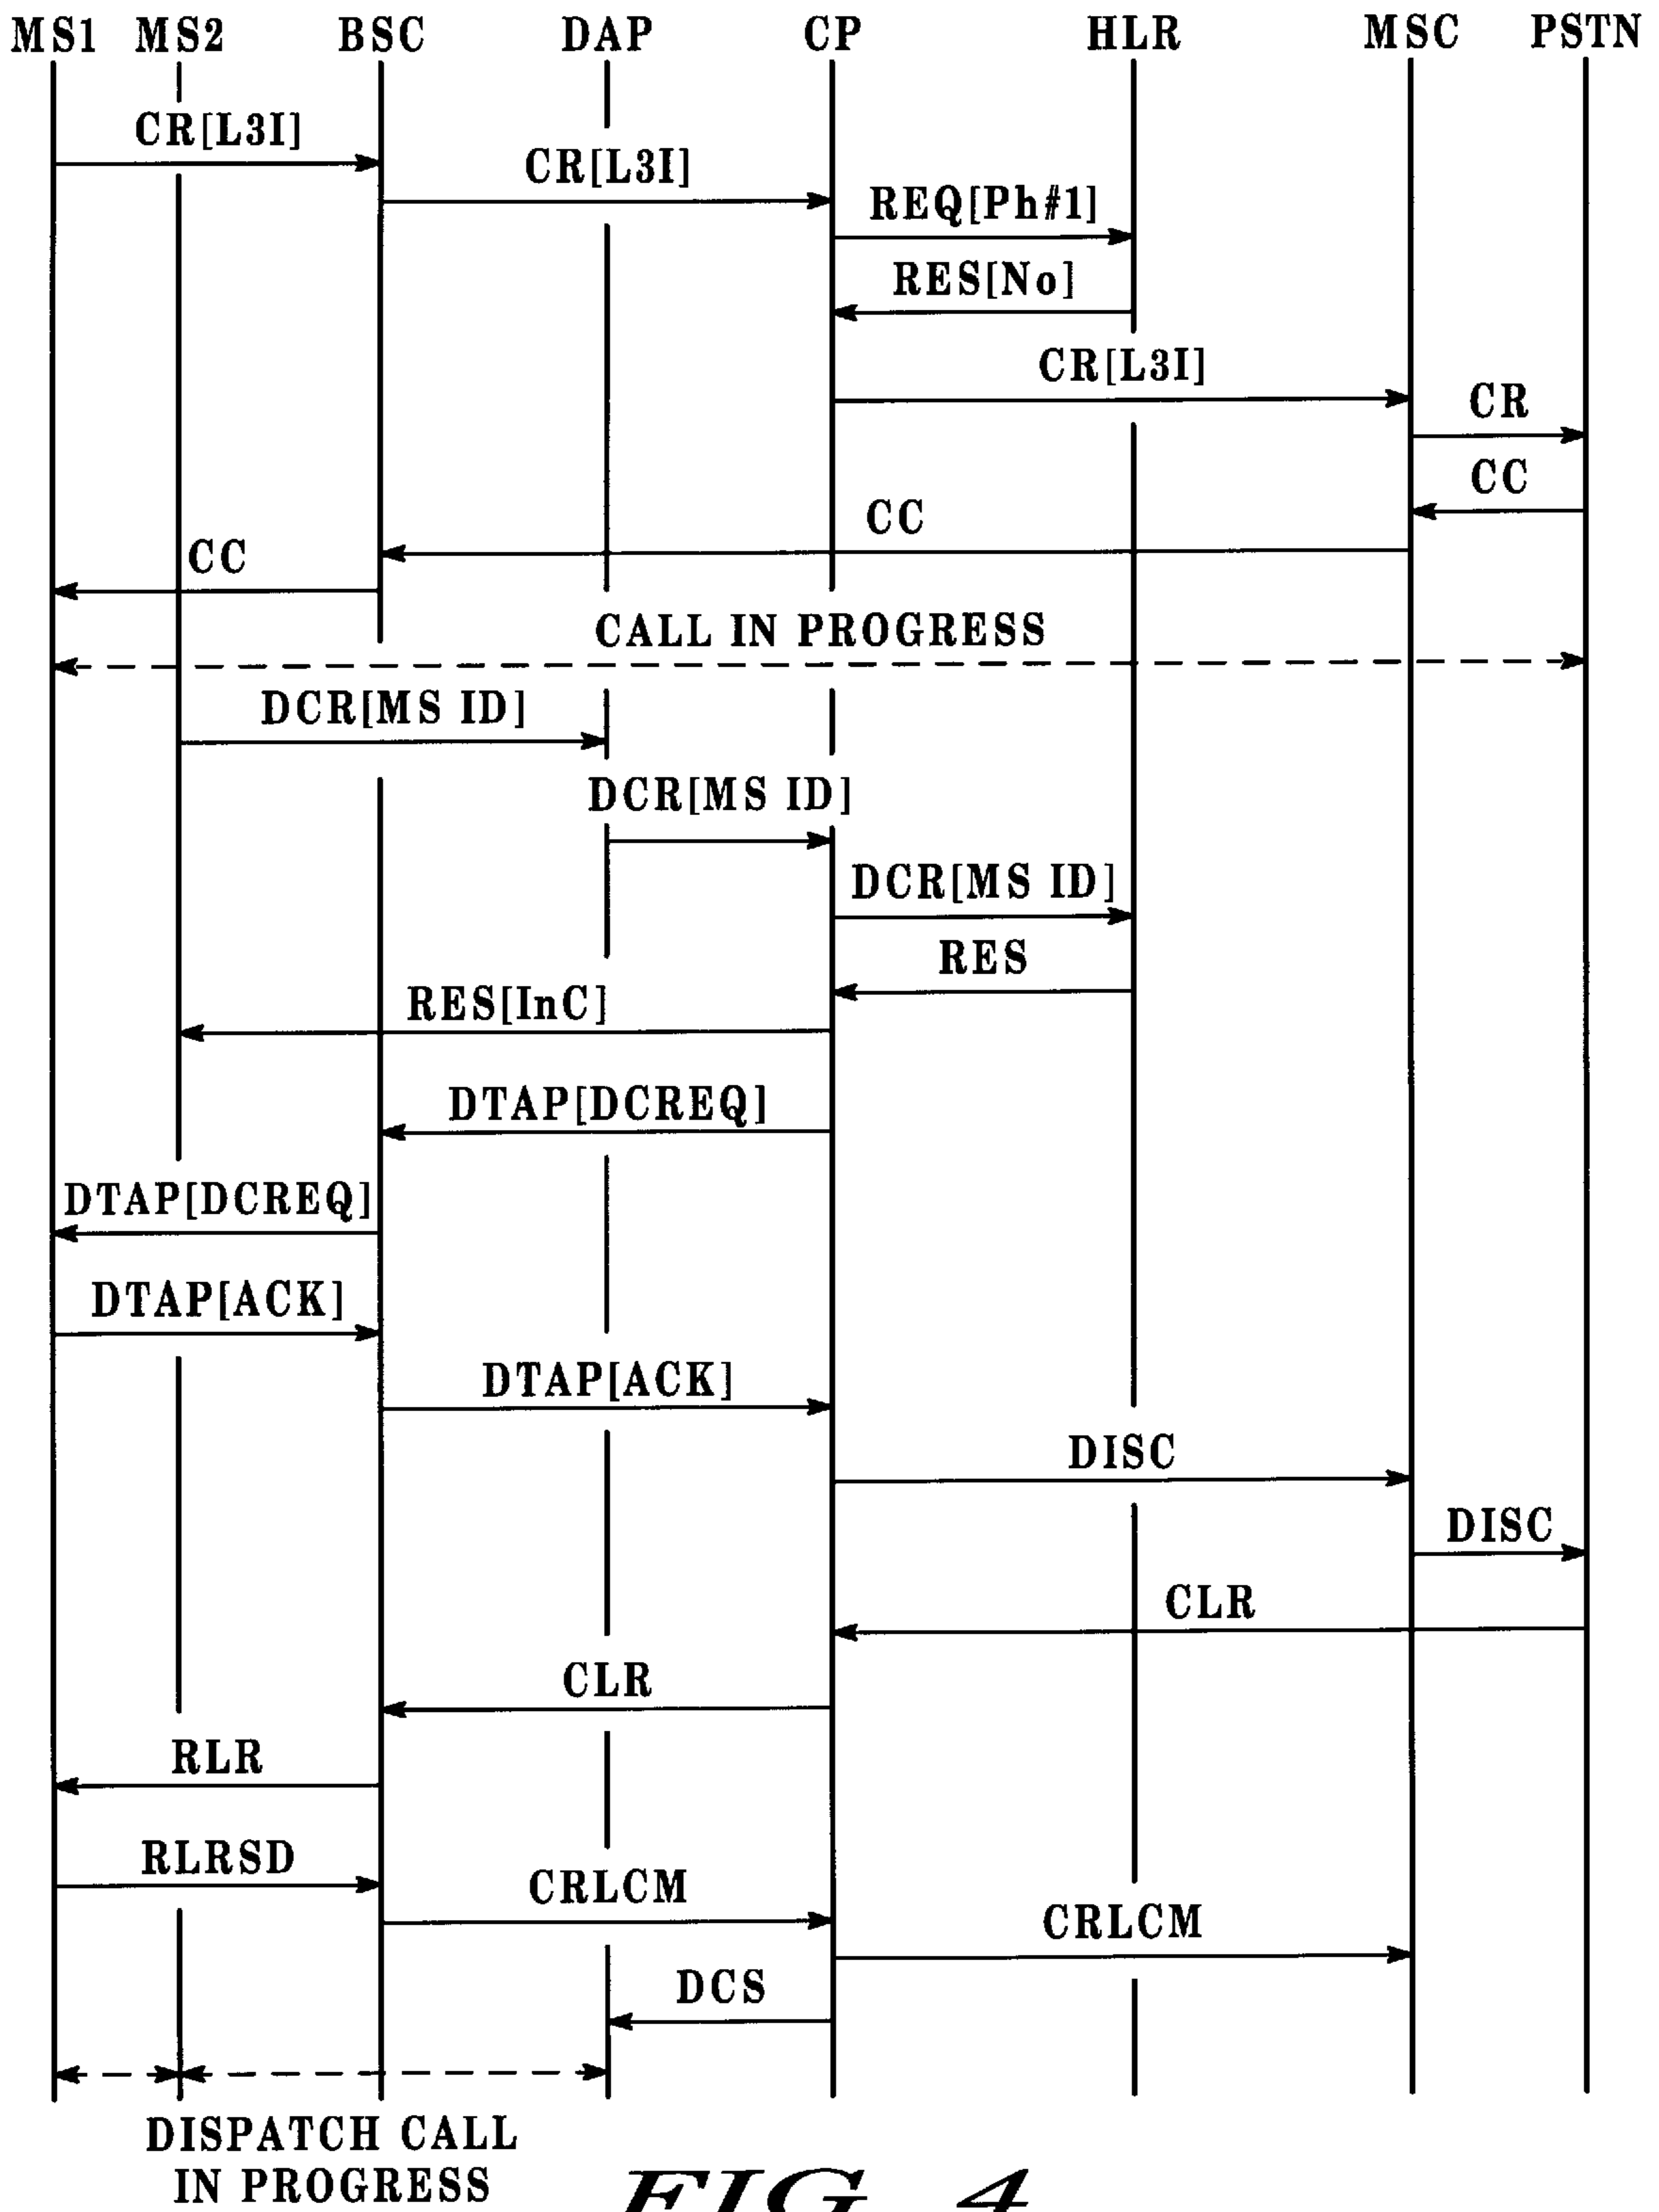 MS1 MS2 BSC DAP CP HLR MSC PSTN
CR[L3I]
CR[L3I]
REQ[Ph#1]
RES[No]
CR[L3I]
CR
CC
CC
CC
CALL IN PROGRESS
DCR[MS ID]
DCR[MS ID]
DCR[MS ID]
RES
RES[InC]
DTAP[DCREQ]
DTAP[DCREQ]
DTAP[ACK]
DTAP[ACK]
DISC
DISC
CLR
CLR
RLR
RLRSD
CRLCM
CRLCM
DCS
DISPATCH CALL
IN PROGRESS
FIG. 4